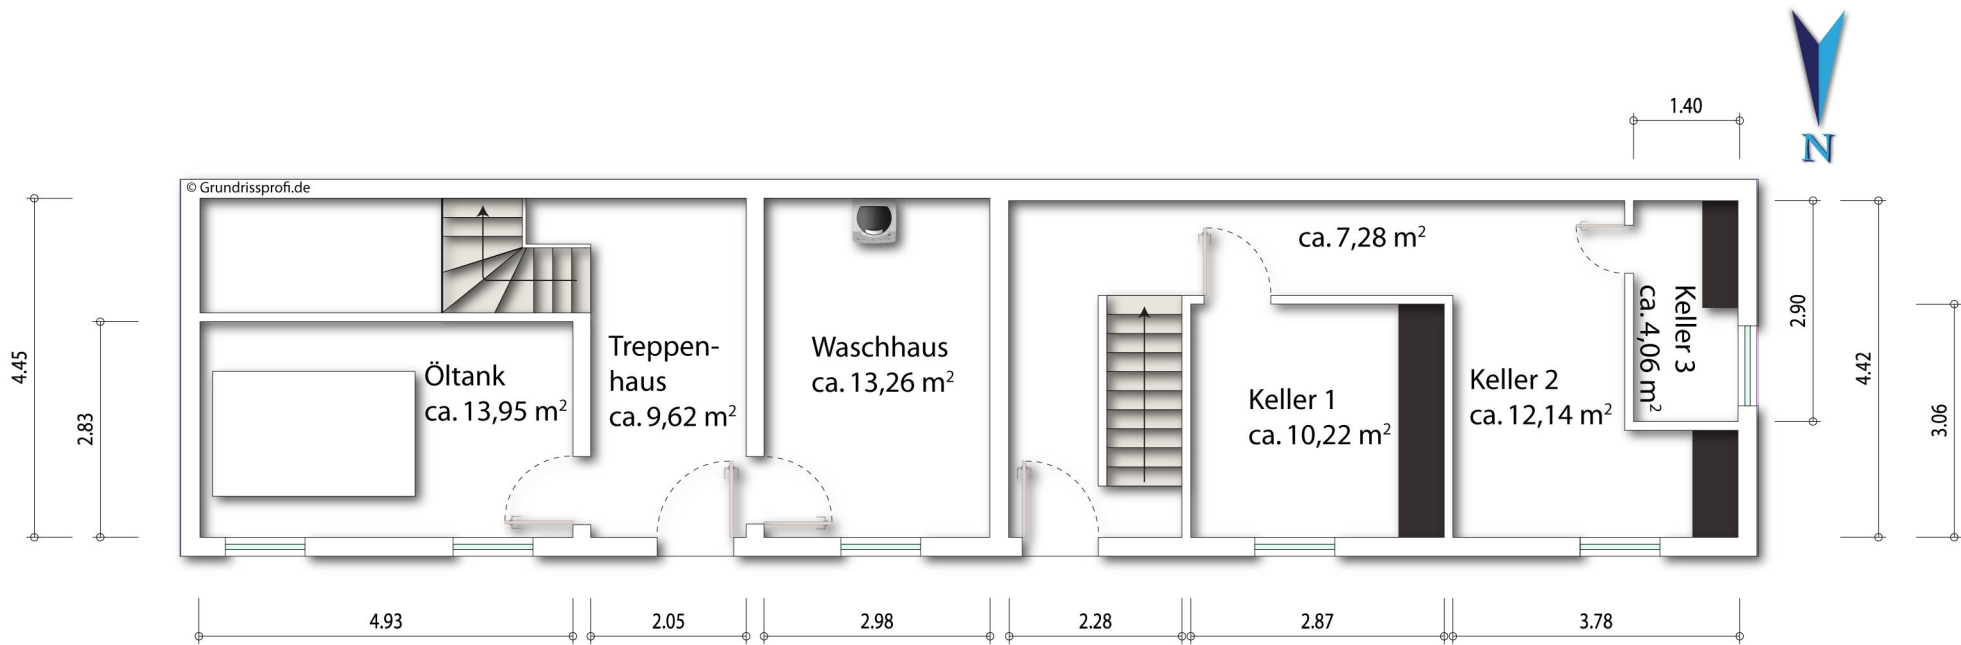 1.40
N
© Grundrissprofi.de
ca. 7,28 m²
4.45
2.83
Öltank
ca. 13,95 m²
Treppen-
haus
ca. 9,62 m²
Waschhaus
ca. 13,26 m²
Keller 1
ca. 10,22 m²
Keller 2
ca. 12,14 m²
Keller 3
ca. 4,06 m²
2.90
4.42
3.06
4.93
2.05
2.98
2.28
2.87
3.78